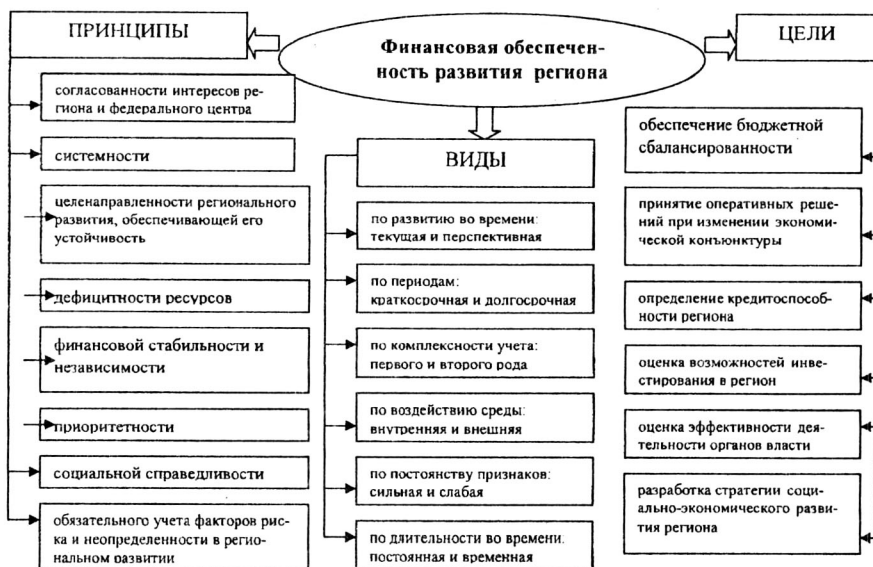 ПРИНЦИПЫ
Финансовая обеспечен-
ность развития региона
ЦЕЛИ
согласованности интересов ре-
гиона и федерального центра
системности
целенаправленности регионального
развития, обеспечивающей его
устойчивость
дефицитности ресурсов
финансовой стабильности и
независимости
приоритетности
социальной справедливости
обязательного учета факторов рис-
ка и неопределенности в регио-
нальном развитии
ВИДЫ
по развитию во времени:
текущая и перспективная
по периодам:
краткосрочная и долгосрочная
по комплексности учета:
первого и второго рода
по воздействию среды:
внутренняя и внешняя
по постоянству признаков:
сильная и слабая
по длительности во времени:
постоянная и временная
обеспечение бюджетной
сбалансированности
принятие оперативных реше-
ний при изменении экономи-
ческой конъюнктуры
определение кредитоспособ-
ности региона
оценка возможностей инве-
стирования в регион
оценка эффективности дея-
тельности органов власти
разработка стратегии соци-
ально-экономического разви
тия региона